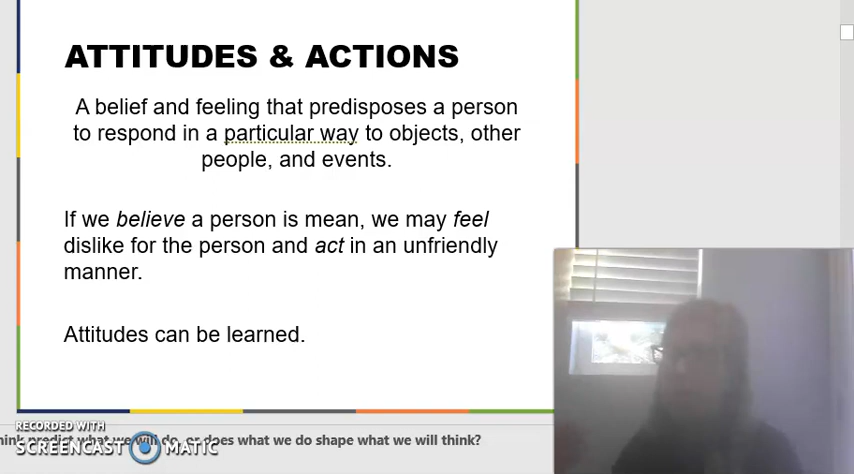 ATTITUDES & ACTIONS
A belief and feeling that predisposes a person
to respond in a particular way to objects, other
people, and events.
If we believe a person is mean, we may feel
dislike for the person and act in an unfriendly
manner.
Attitudes can be learned.
RECORDED WITH
SCREENCAST MATIC
predict what we will do, or does what we do shape what we will think?